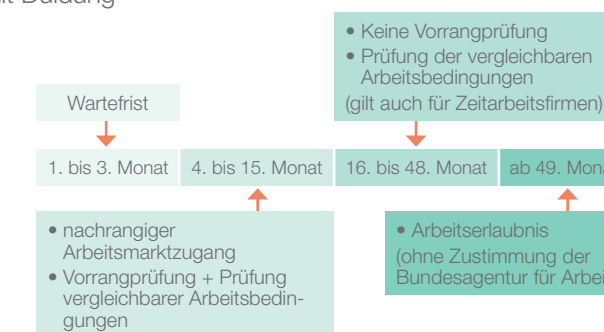 Duldung
• Keine Vorrangprüfung
• Prüfung der vergleichbaren
Arbeitsbedingungen
(gilt auch für Zeitarbeitsfirmen)
Wartefrist
1. bis 3. Monat
4. bis 15. Monat
16. bis 48. Monat
ab 49.
• nachrangiger
Arbeitsmarktzugang
• Vorrangprüfung + Prüfung
vergleichbarer Arbeitsbedin-
gungen
• Arbeitserlaubnis
(ohne Zustimmung der
Bundesagentur für